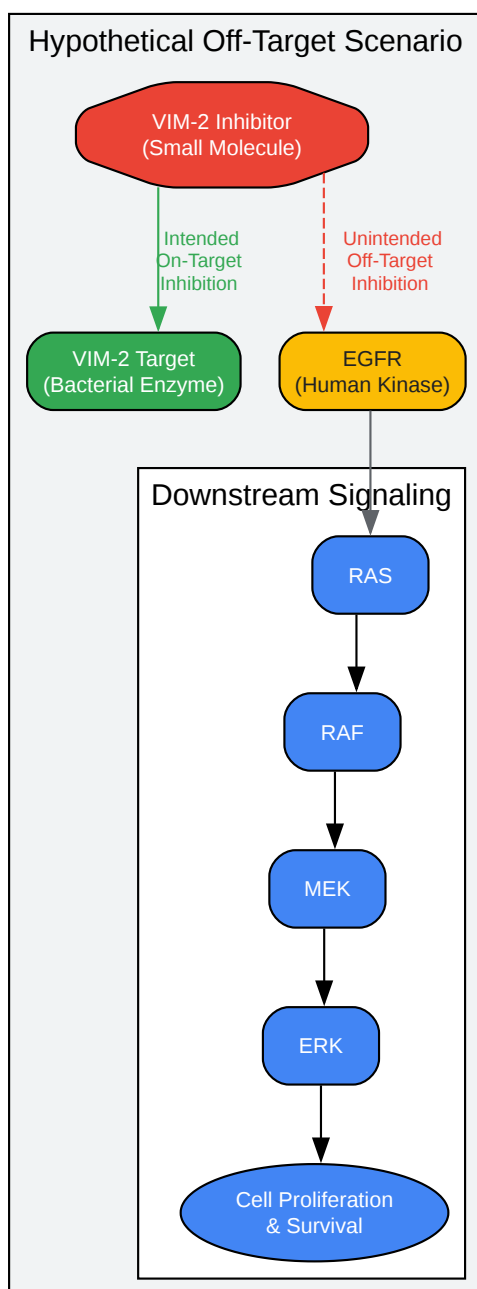 Hypothetical Off-Target Scenario
VIM-2 Inhibitor
(Small Molecule)
Intended
On-Target
Inhibition
Unintended
Off-Target
Inhibition
VIM-2 Target
(Bacterial Enzyme)
EGFR
(Human Kinase)
Downstream Signaling
RAS
RAF
MEK
ERK
Cell Proliferation
& Survival